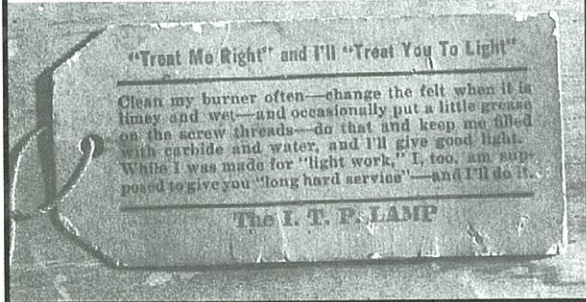 "Treat Me Right" and I'll "Treat You To Light"
Clean my burner often—change the felt when it is
limey and wet—and occasionally put a little grease
on the screw threads—do that and keep me filled
with carbide and water, and I'll give good light.
While I was made for "light work," I, too, am sup-
posed to give you "long hard service"—and I'll do it.
The I. T. P. LAMP